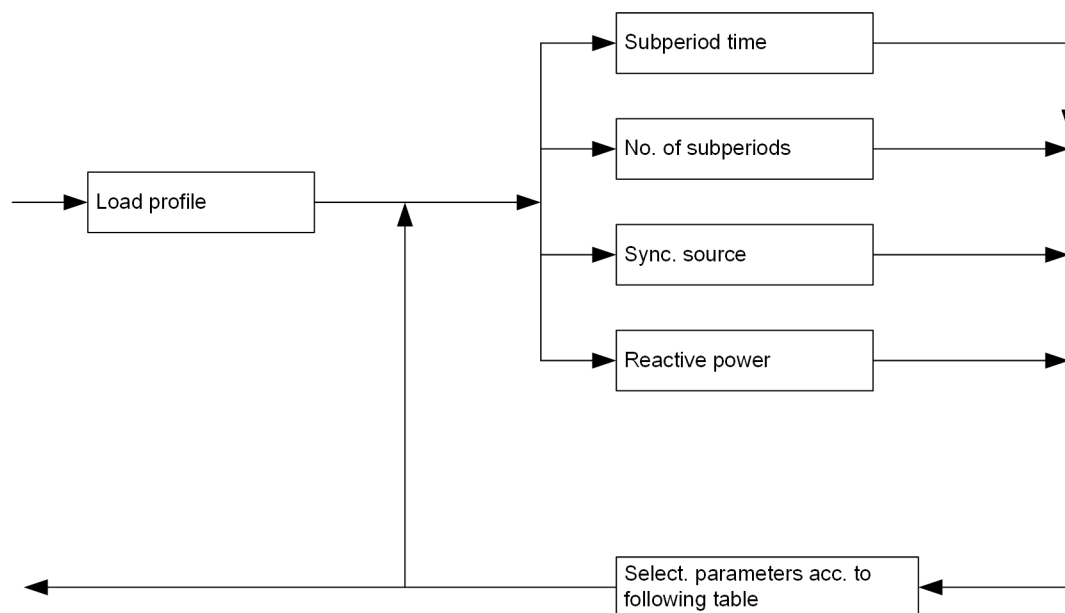 Subperiod time
No. of subperiods
Load profile
Sync. source
Reactive power
Select. parameters acc. to
following table